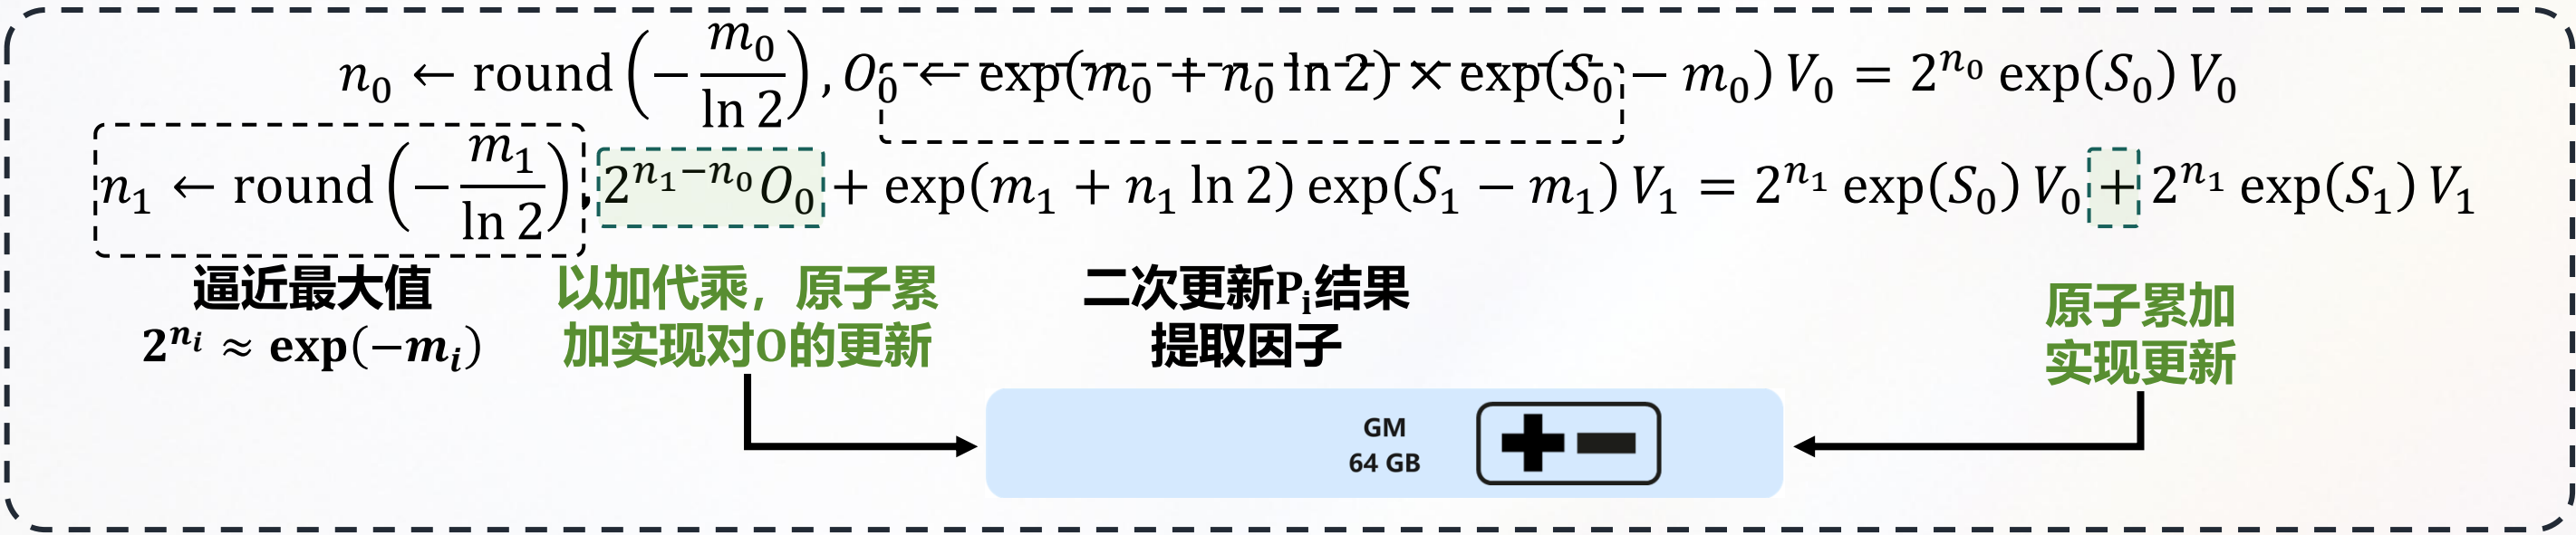 n₀ ← round(−m₀/ln 2), O₀ ← exp(m₀ + n₀ ln 2) × exp(S₀ − m₀) V₀ = 2^{n₀} exp(S₀) V₀
n₁ ← round(−m₁/ln 2), 2^{n₁−n₀}O₀ + exp(m₁ + n₁ ln 2) exp(S₁ − m₁) V₁ = 2^{n₁} exp(S₀) V₀ + 2^{n₁} exp(S₁) V₁
逼近最大值
2^{nᵢ} ≈ exp(−mᵢ)
以加代乘，原子累
加实现对O的更新
二次更新Pᵢ结果
提取因子
原子累加
实现更新
GM
64 GB